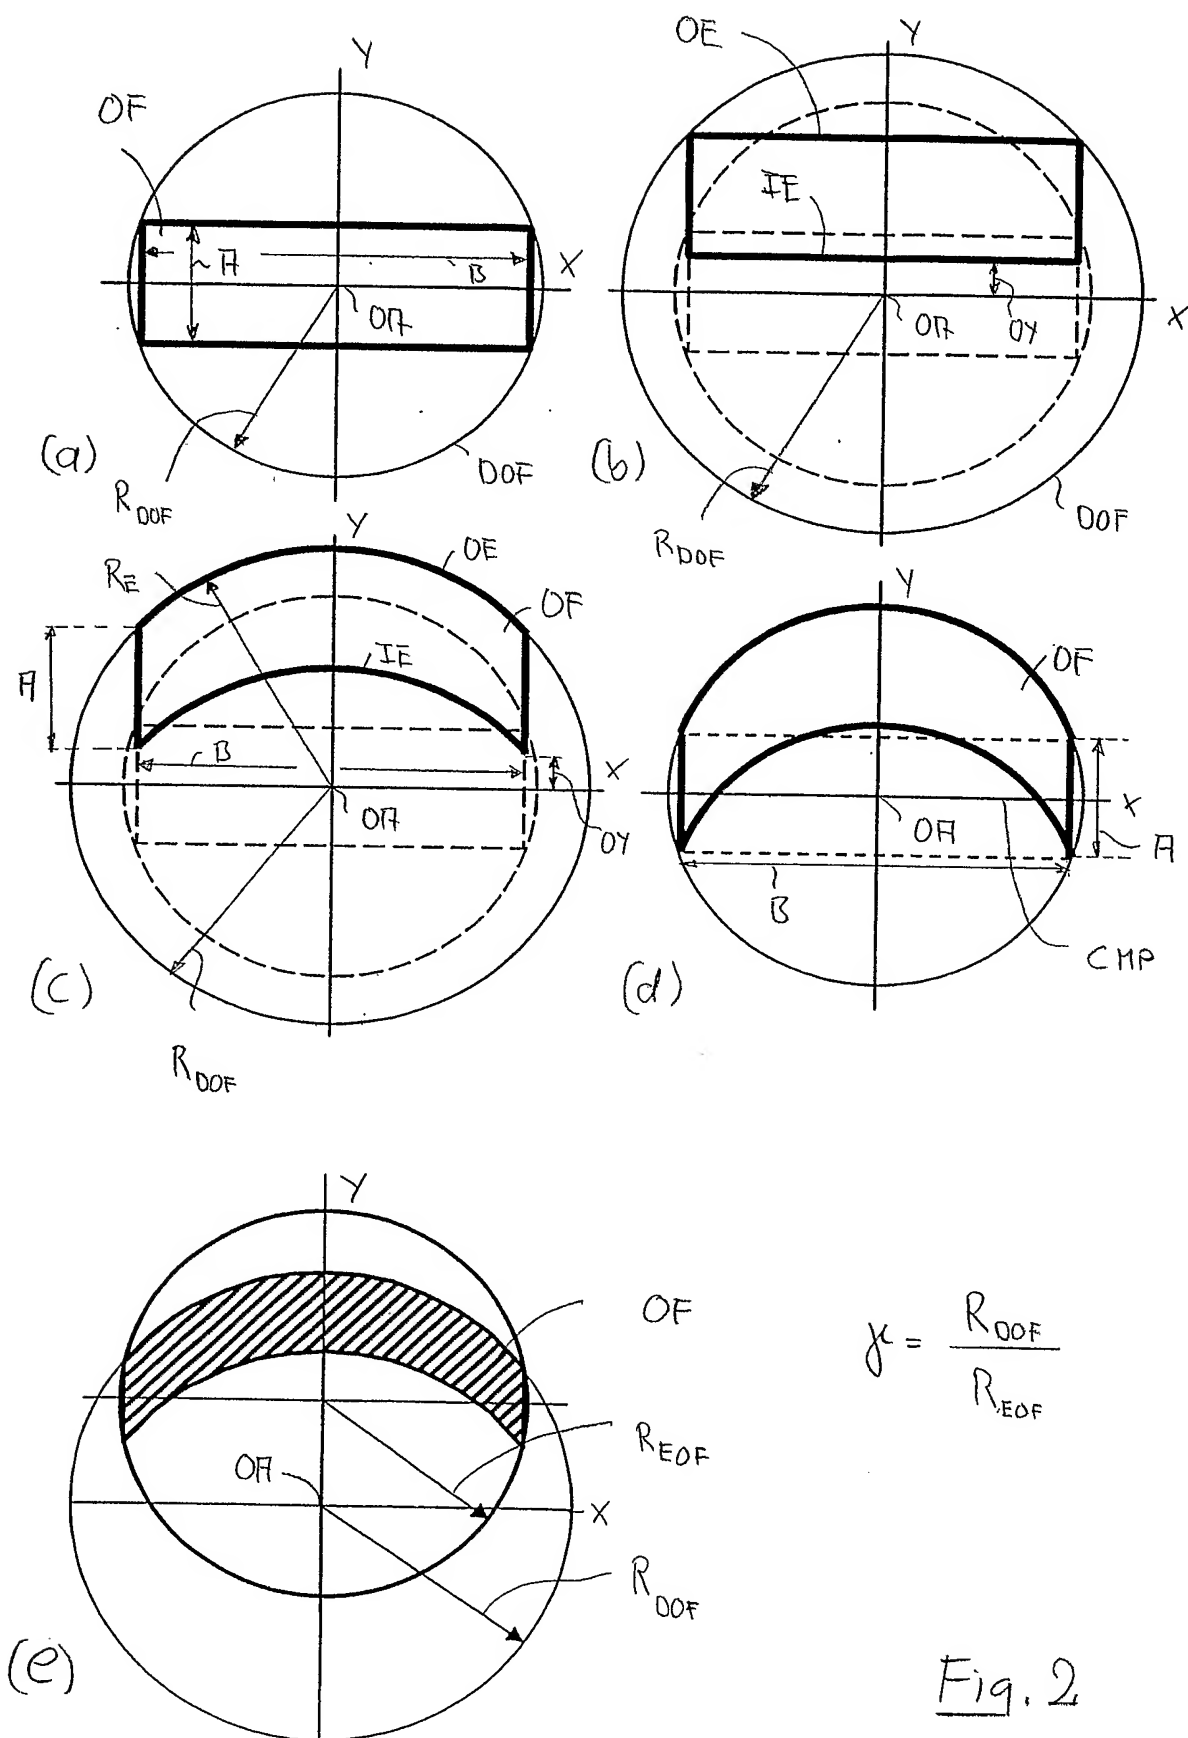 Y
OF
A
B
X
OA
R_DOF
DOF
(a)
OE
Y
IE
OA
OY
X
R_DOF
DOF
(b)
Y
R_E
OE
OF
IE
A
B
X
OA
OY
R_DOF
(c)
Y
OF
X
OA
A
B
CMP
(d)
Y
OF
R_EOF
OA
X
R_DOF
(e)
γ = R_DOF / R_EOF
Fig. 2